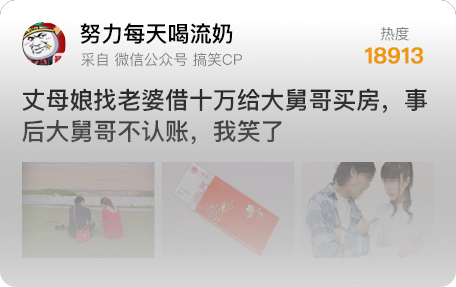 努力每天喝流奶
热度
采自 微信公众号 搞笑CP
18913
丈母娘找老婆借十万给大舅哥买房，事
后大舅哥不认账，我笑了